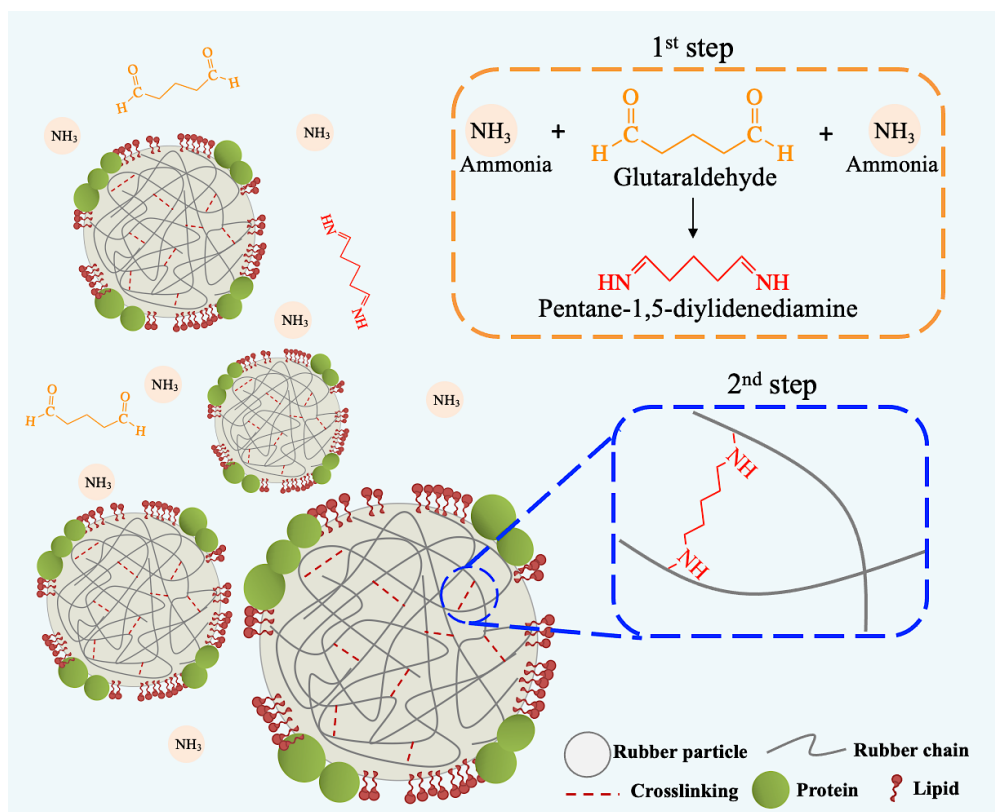 1st step
O
O
H
H
NH3
NH3
NH3
+
O
O
H
H
+
NH3
Ammonia
Glutaraldehyde
Ammonia
HN
NH
HN
NH
Pentane-1,5-diylidenediamine
NH3
NH3
NH3
O
O
H
H
2nd step
NH
NH
NH3
NH3
Rubber particle
Rubber chain
Crosslinking
Protein
Lipid